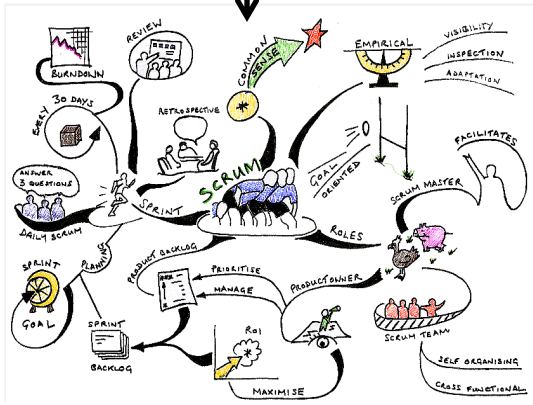 REVIEW
BURNDOWN
COMMON
SENSE
EMPIRICAL
VISIBILITY
INSPECTION
ADAPTATION
EVERY 30 DAYS
RETROSPECTIVE
FACILITATES
GOAL
ORIENTED
ANSWER
3 QUESTIONS
SCRUM
SCRUM MASTER
SPRINT
DAILY SCRUM
ROLES
PLANNING
PRODUCT BACKLOG
PRIORITISE
MANAGE
PRODUCT OWNER
SPRINT
GOAL
SPRINT
BACKLOG
ROI
SCRUM TEAM
MAXIMISE
SELF ORGANISING
CROSS FUNCTIONAL